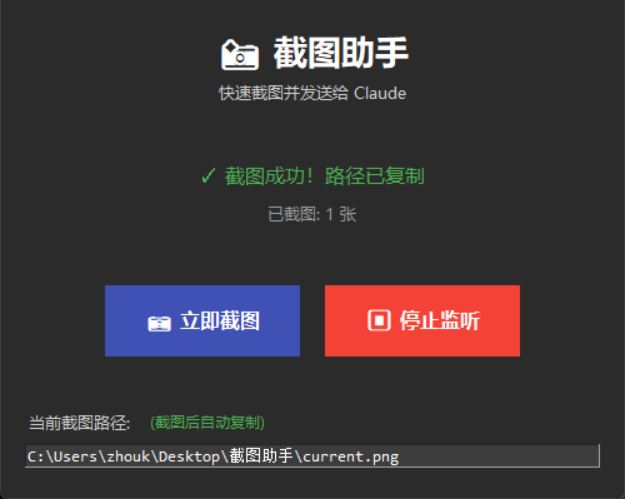 截图助手
快速截图并发送给 Claude
✓ 截图成功！路径已复制
已截图: 1 张
立即截图
停止监听
当前截图路径: (截图后自动复制)
C:\Users\zhouk\Desktop\截图助手\current.png